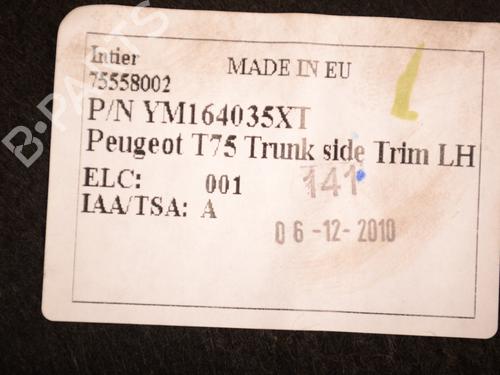 Intier
MADE IN EU
75558002
P/N YM164035XT
Peugeot T75 Trunk side Trim LH
ELC: 001
141
IAA/TSA: A
06-12-2010
B-PARTS